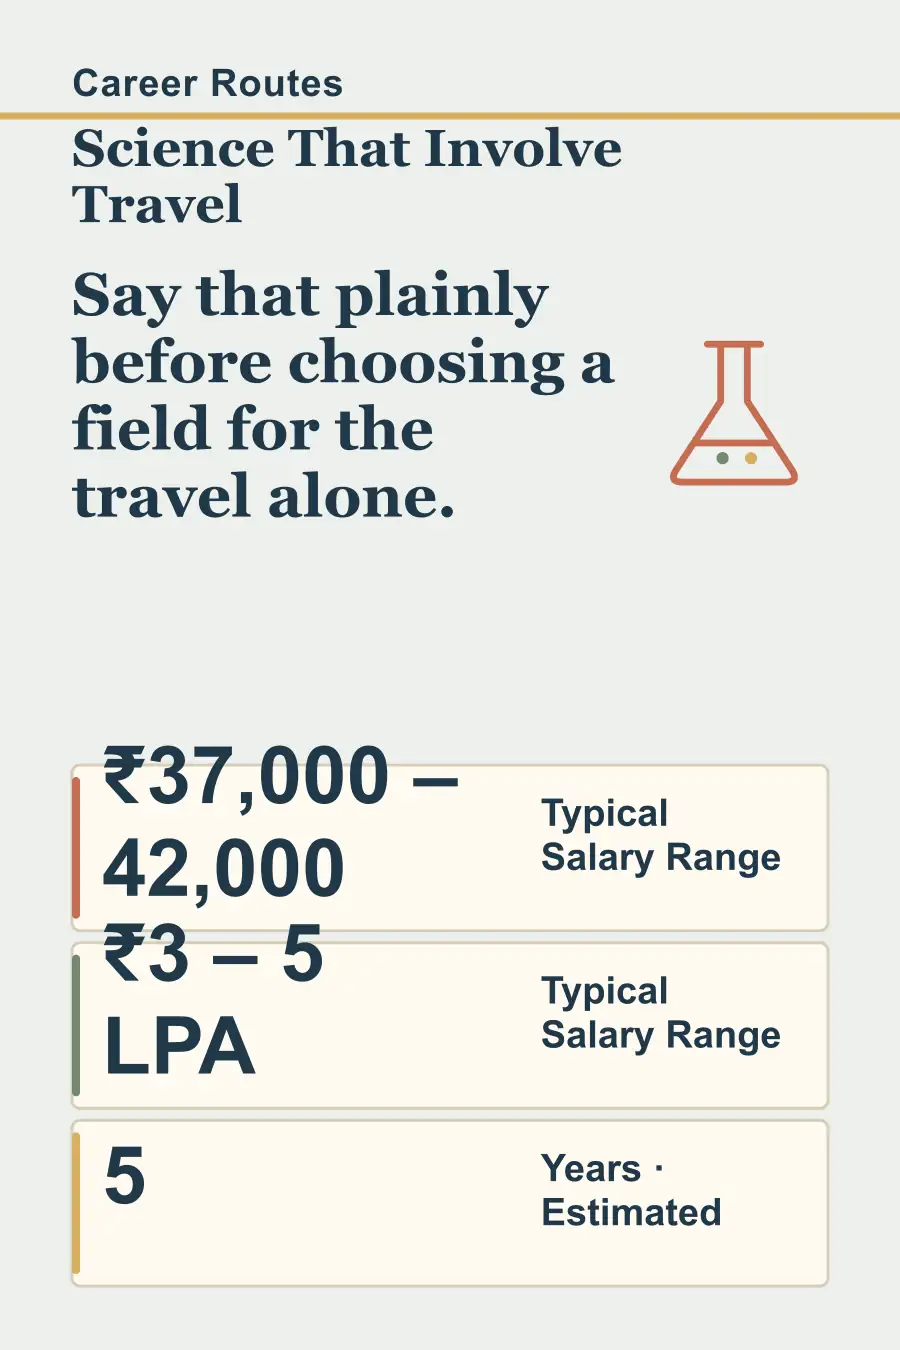 Career Routes
Science That Involve
Travel
Say that plainly
before choosing a
field for the
travel alone.
₹37,000 –
42,000
Typical
Salary Range
₹3 – 5
LPA
Typical
Salary Range
5
Years ·
Estimated